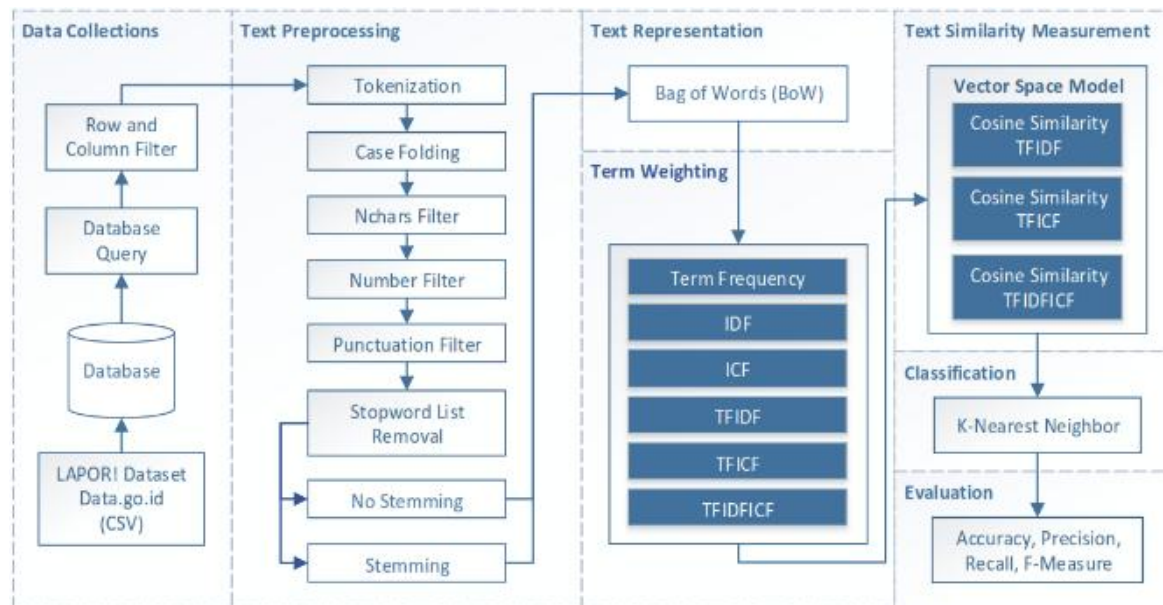 Data Collections
Row and
Column Filter
Database
Query
Database
LAPOR! Dataset
Data.go.id
(CSV)
Text Preprocessing
Tokenization
Case Folding
Nchars Filter
Number Filter
Punctuation Filter
Stopword List
Removal
No Stemming
Stemming
Text Representation
Bag of Words (BoW)
Term Weighting
Term Frequency
IDF
ICF
TFIDF
TFICF
TFIDFICF
Text Similarity Measurement
Vector Space Model
Cosine Similarity
TFIDF
Cosine Similarity
TFICF
Cosine Similarity
TFIDFICF
Classification
K-Nearest Neighbor
Evaluation
Accuracy, Precision,
Recall, F-Measure